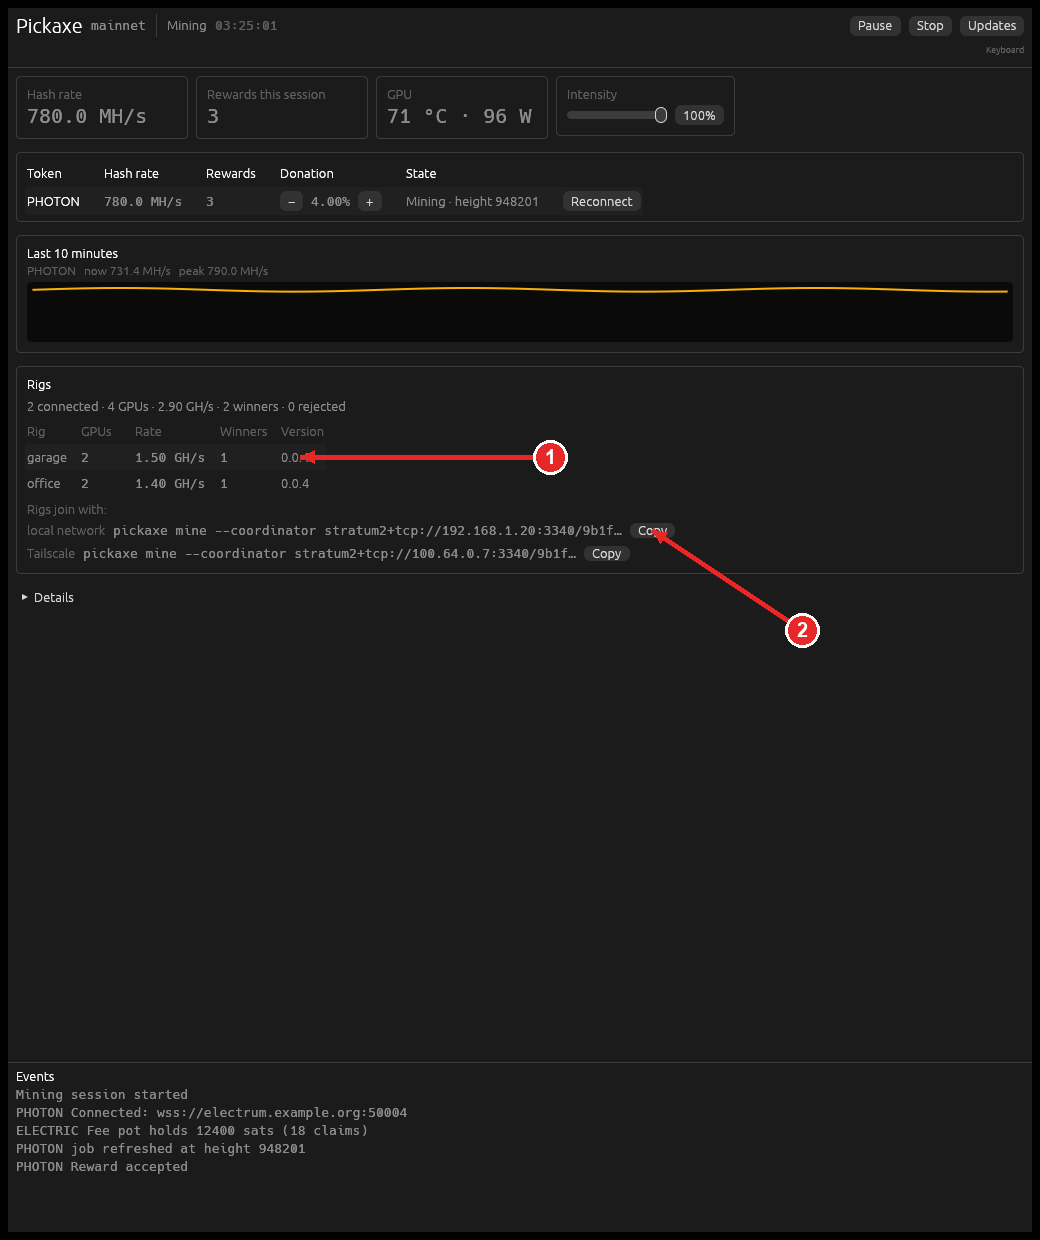 Pickaxe mainnet Mining 03:25:01 Pause Stop Updates
Keyboard
Hash rate Rewards this session GPU Intensity
780.0 MH/s 3 71 °C · 96 W 100%
Token Hash rate Rewards Donation State
PHOTON 780.0 MH/s 3 − 4.00% + Mining · height 948201 Reconnect
Last 10 minutes
PHOTON now 731.4 MH/s peak 790.0 MH/s
Rigs
2 connected · 4 GPUs · 2.90 GH/s · 2 winners · 0 rejected
Rig GPUs Rate Winners Version
garage 2 1.50 GH/s 1 1
office 2 1.40 GH/s 1 0.0.4
Rigs join with:
local network pickaxe mine --coordinator stratum2+tcp://192.168.1.20:3340/9b1f… Copy
Tailscale pickaxe mine --coordinator stratum2+tcp://100.64.0.7:3340/9b1f… Copy
▸ Details
2
Events
Mining session started
PHOTON Connected: wss://electrum.example.org:50004
ELECTRIC Fee pot holds 12400 sats (18 claims)
PHOTON job refreshed at height 948201
PHOTON Reward accepted